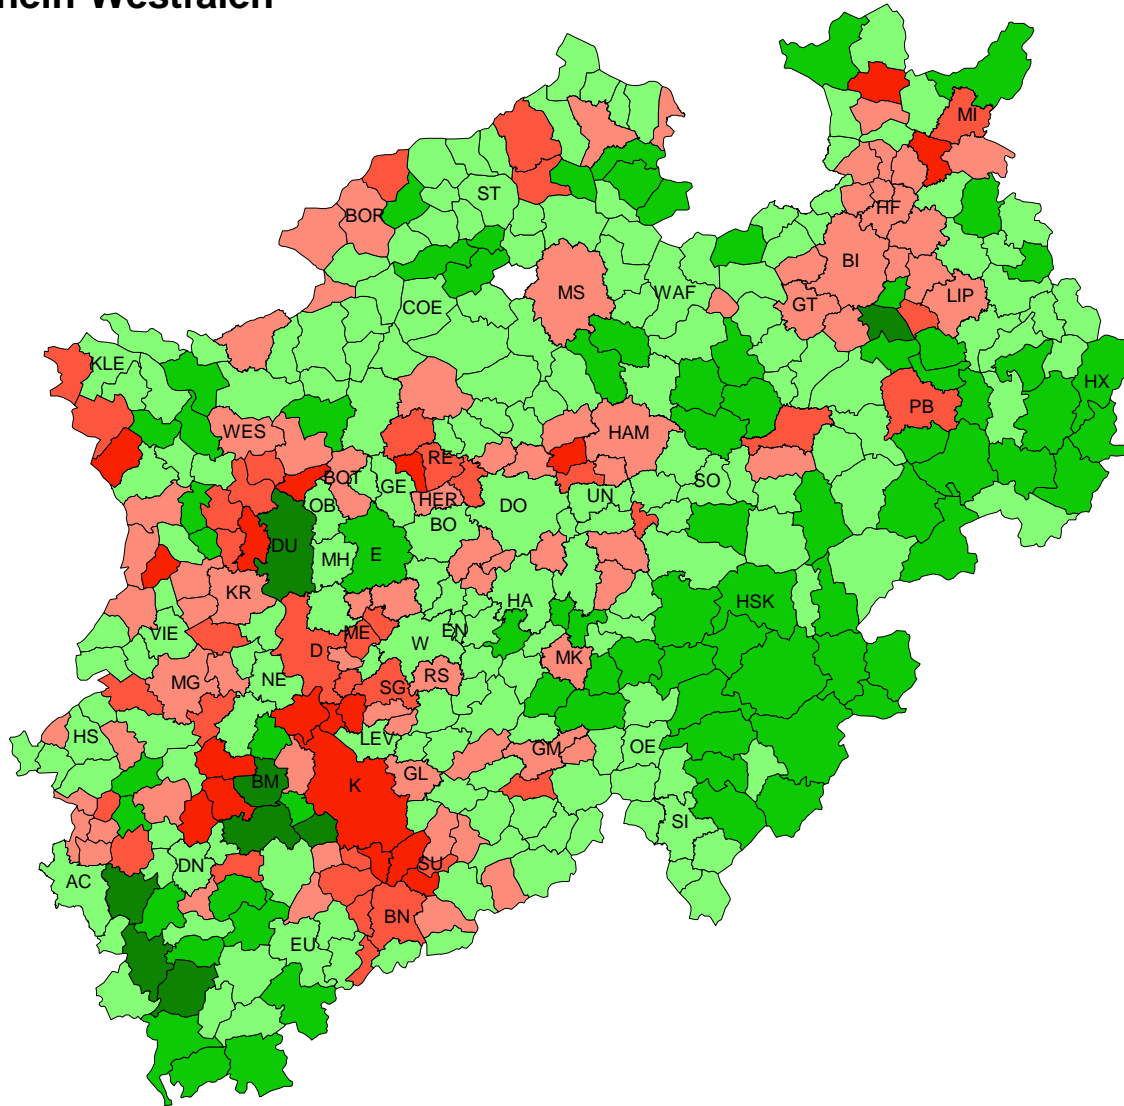 hein-Westfalen
MI
ST
BOR
HF
BI
MS
WAF
COE
GT
LIP
KLE
HX
PB
WES
HAM
RE
BOT
GE
SO
HER
UN
OB
DO
BO
DU
MH
E
KR
HA
HSK
VIE
ME
EN
W
D
MK
RS
MG
NE
SG
HS
LEV
GM
OE
GL
BM
K
SI
DN
SU
AC
BN
EU